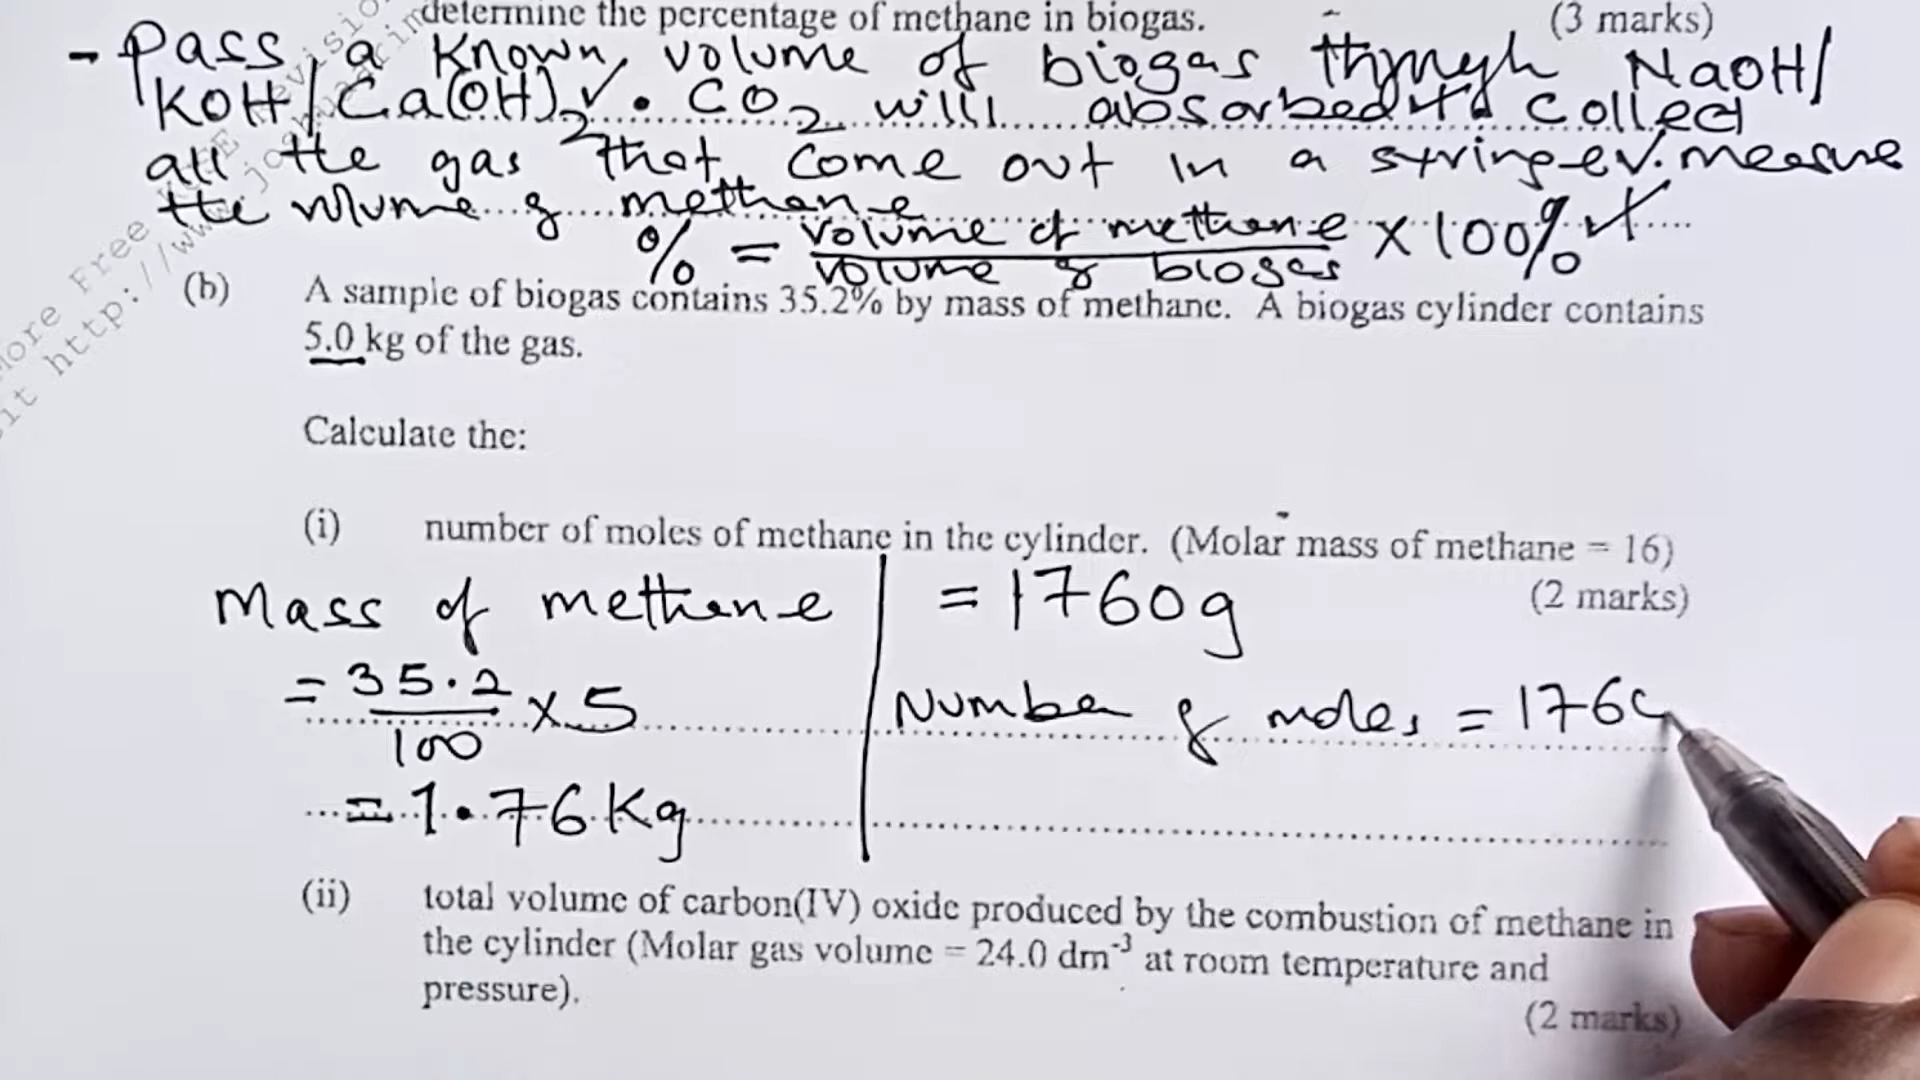 determine the percentage of methane in biogas. (3 marks)
- Pass a known volume of biogas through NaOH/
KOH/Ca(OH)2✓. CO2 will absorbed✓ Collect
all the gas that come out in a syringe✓. measure
the volume of methane
% = volume of methane / volume of biogas × 100%✓
(b) A sample of biogas contains 35.2% by mass of methane. A biogas cylinder contains
5.0 kg of the gas.
Calculate the:
(i) number of moles of methane in the cylinder. (Molar mass of methane = 16)
(2 marks)
Mass of methane
= 35.2/100 × 5
= 1.76 Kg
= 1760g
Number of moles = 1760
(ii) total volume of carbon(IV) oxide produced by the combustion of methane in
the cylinder (Molar gas volume = 24.0 dm-3 at room temperature and
pressure).
(2 marks)